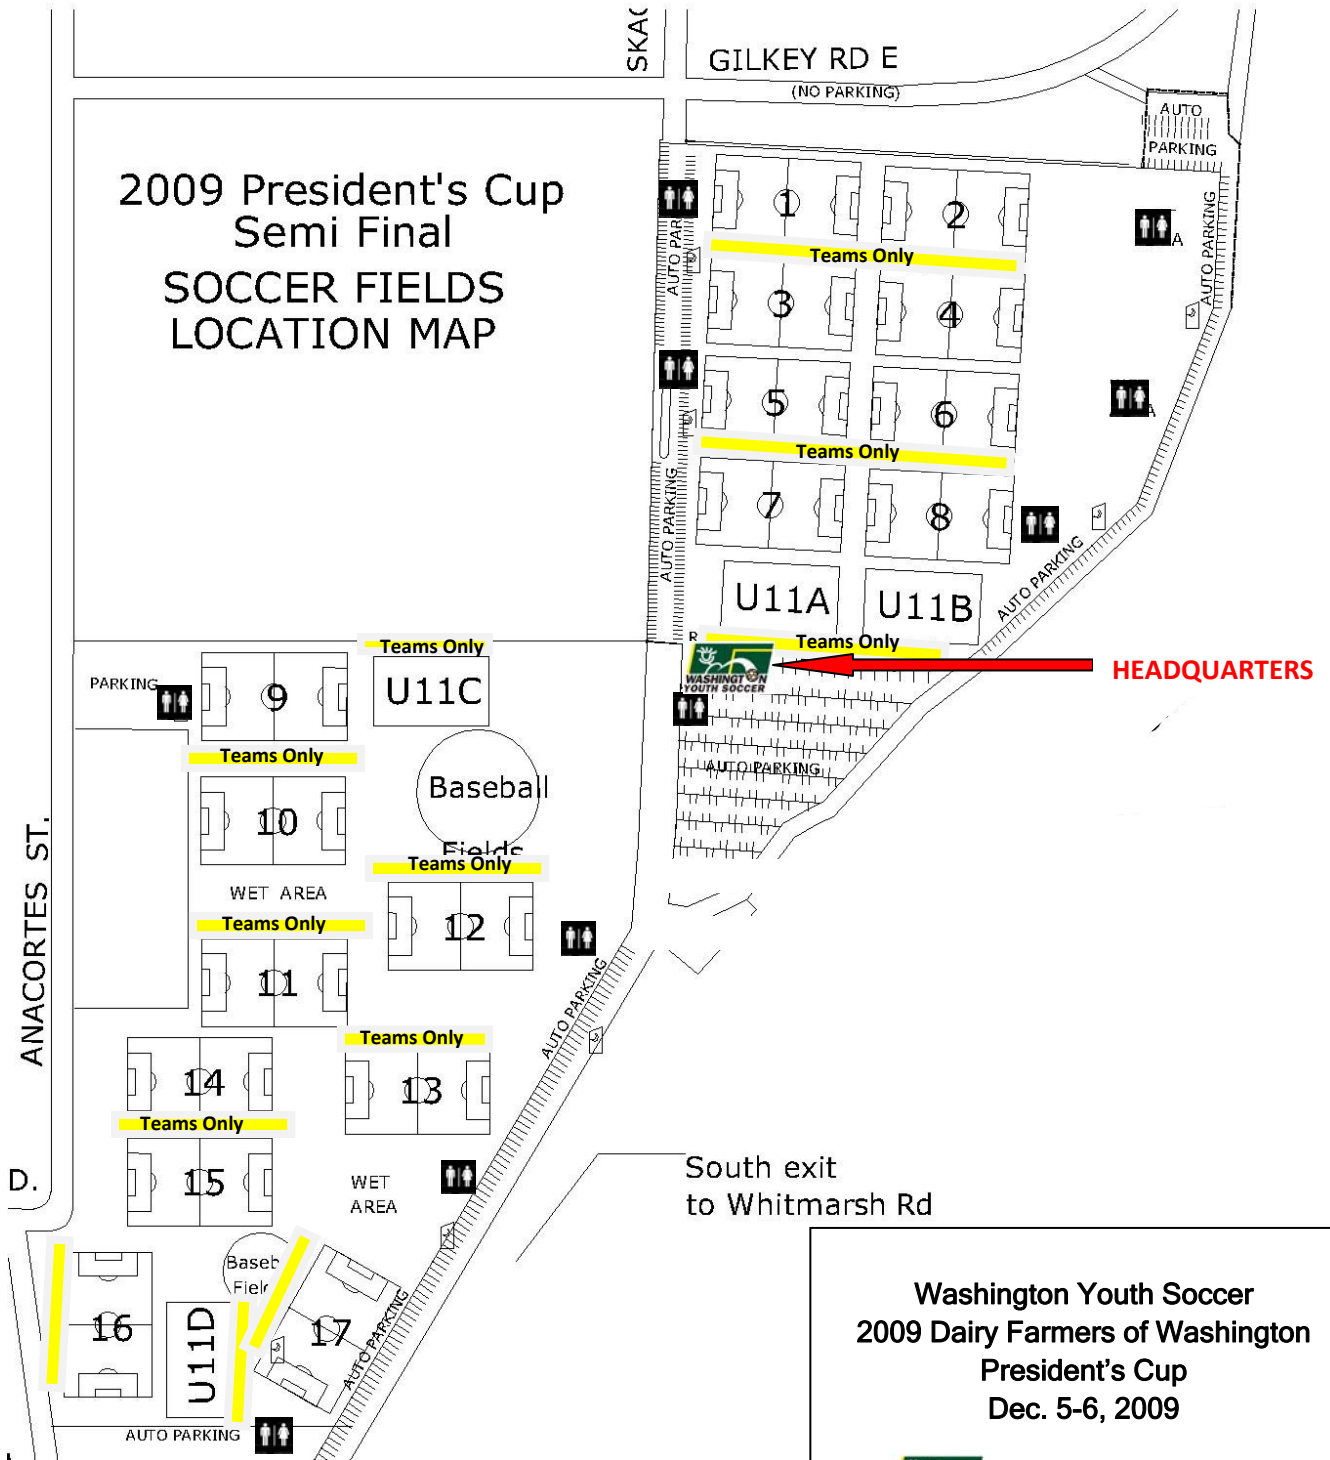 SKAG
GILKEY RD E
(NO PARKING)
AUTO
PARKING
2009 President's Cup
Semi Final
SOCCER FIELDS
LOCATION MAP
1
2
AUTO PARKING
A
AUTO PAR
Teams Only
3
4
5
6
A
Teams Only
7
8
AUTO PARKING
AUTO PARKING
U11A
U11B
R
Teams Only
WASHINGTON
YOUTH SOCCER
HEADQUARTERS
AUTO PARKING
Teams Only
PARKING
9
U11C
Teams Only
Baseball
Fields
10
Teams Only
WET AREA
Teams Only
12
11
ANACORTES ST.
AUTO PARKING
Teams Only
14
13
Teams Only
15
D.
WET
AREA
South exit
to Whitmarsh Rd
Baseb
Fiel
16
U11D
17
AUTO PARKING
AUTO PARKING
Washington Youth Soccer
2009 Dairy Farmers of Washington
President's Cup
Dec. 5-6, 2009